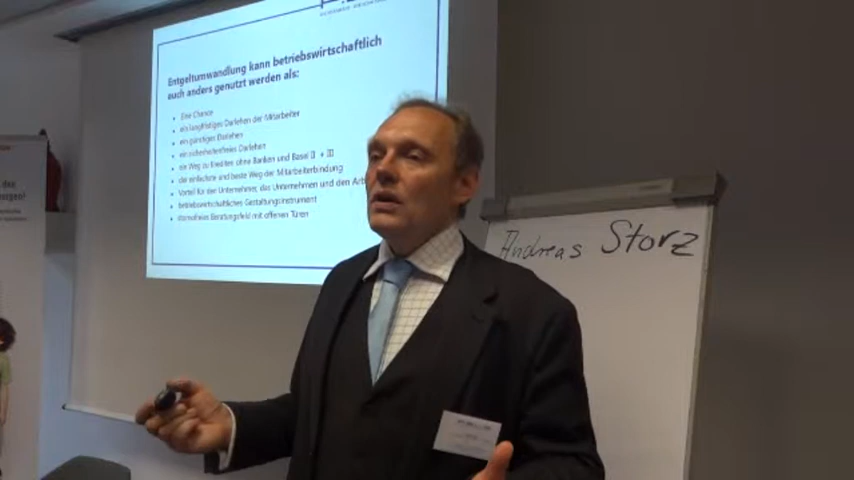 Entgeltumwandlung kann betriebswirtschaftlich
auch anders genutzt werden als:
Eine Chance
ein langfristiges Darlehen der Mitarbeiter
ein günstiges Darlehen
ein sicherheitenfreies Darlehen
ein Weg zu Krediten ohne Banken und Basel II + III
der einfachste und beste Weg der Mitarbeiterbindung
Vorteil für den Unternehmer, das Unternehmen und den Arb
betriebswirtschaftliches Gestaltungsinstrument
stornofreies Beratungsfeld mit offenen Türen
Andreas Storz